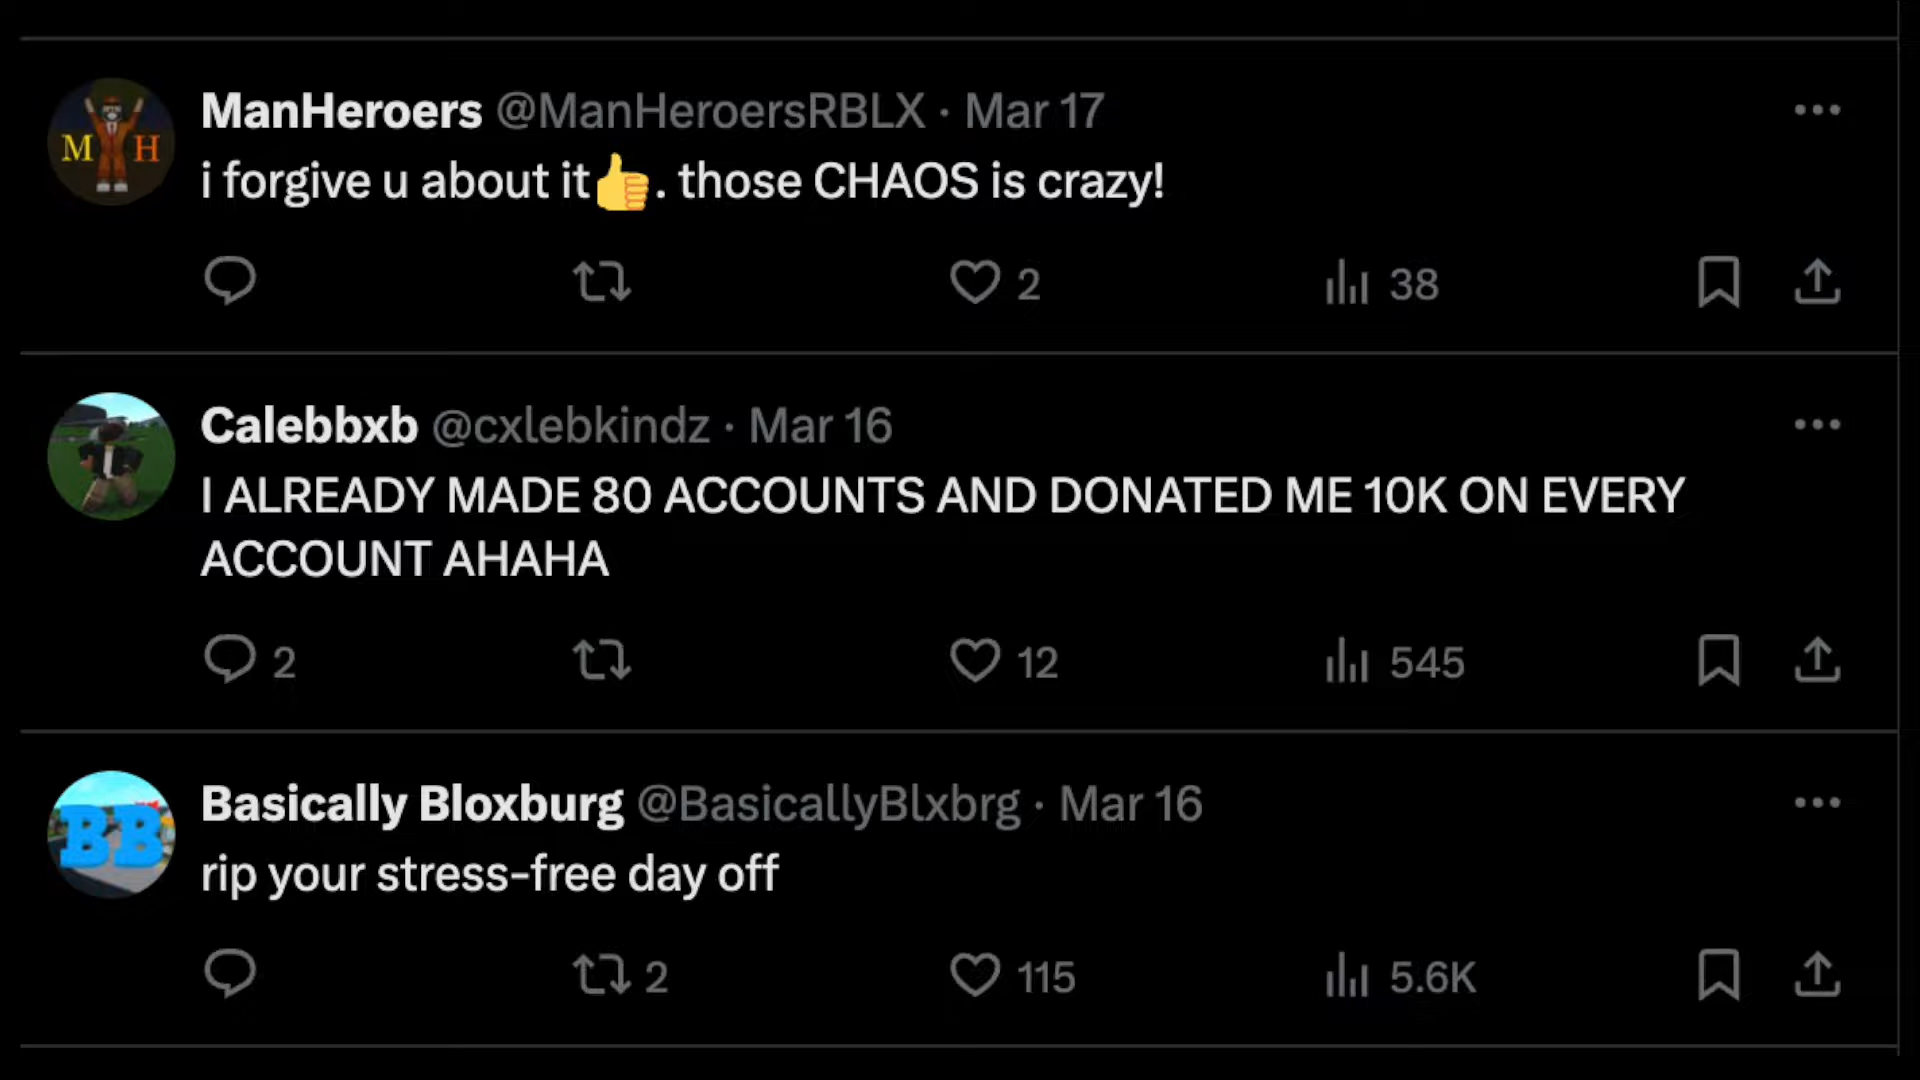 M H
ManHeroers @ManHeroersRBLX · Mar 17
i forgive u about it👍. those CHAOS is crazy!
2 38
Calebbxb @cxlebkindz · Mar 16
I ALREADY MADE 80 ACCOUNTS AND DONATED ME 10K ON EVERY
ACCOUNT AHAHA
2 12 545
BB
Basically Bloxburg @BasicallyBlxbrg · Mar 16
rip your stress-free day off
2 115 5.6K